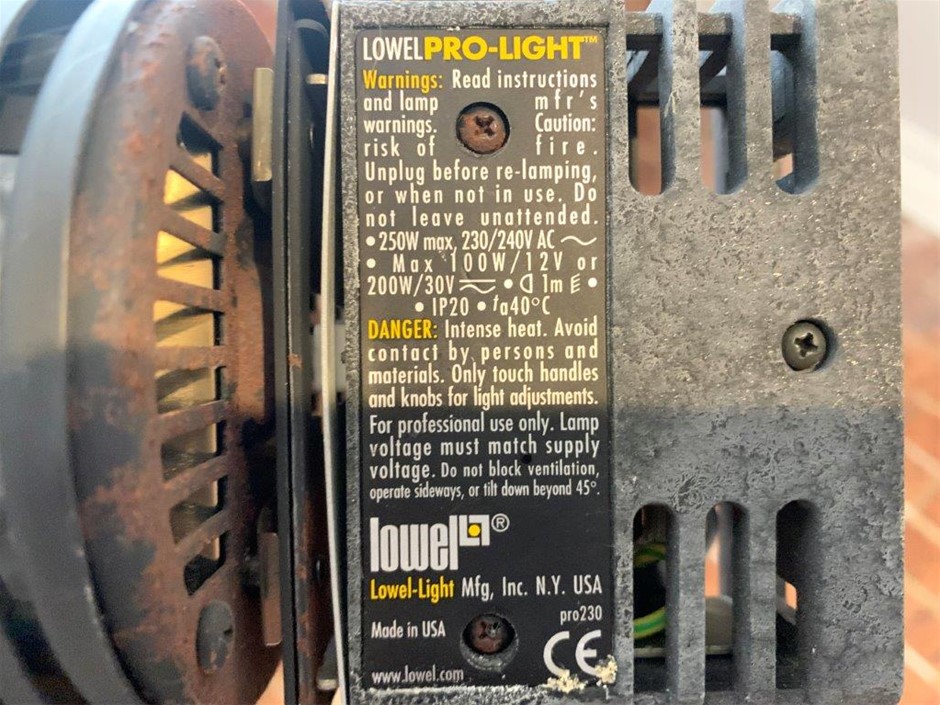 LOWEL PRO-LIGHT™
Warnings: Read instructions
and lamp mfr's
warnings. Caution:
risk of fire.
Unplug before re-lamping,
or when not in use. Do
not leave unattended.
• 250W max, 230/240V AC ~
• Max 100W/12V or
200W/30V • 1m •
• IP20 • ta40°C
DANGER: Intense heat. Avoid
contact by persons and
materials. Only touch handles
and knobs for light adjustments.
For professional use only. Lamp
voltage must match supply
voltage. Do not block ventilation,
operate sideways, or tilt down beyond 45°.
lowel®
Lowel-Light Mfg, Inc. N.Y. USA
pro230
Made in USA
CE
www.lowel.com